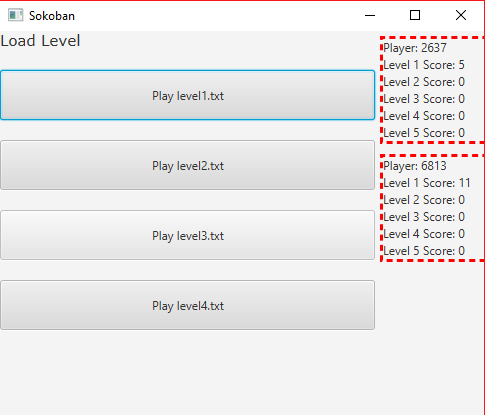 Sokoban
Load Level
Play level1.txt
Play level2.txt
Play level3.txt
Play level4.txt
Player: 2637
Level 1 Score: 5
Level 2 Score: 0
Level 3 Score: 0
Level 4 Score: 0
Level 5 Score: 0
Player: 6813
Level 1 Score: 11
Level 2 Score: 0
Level 3 Score: 0
Level 4 Score: 0
Level 5 Score: 0